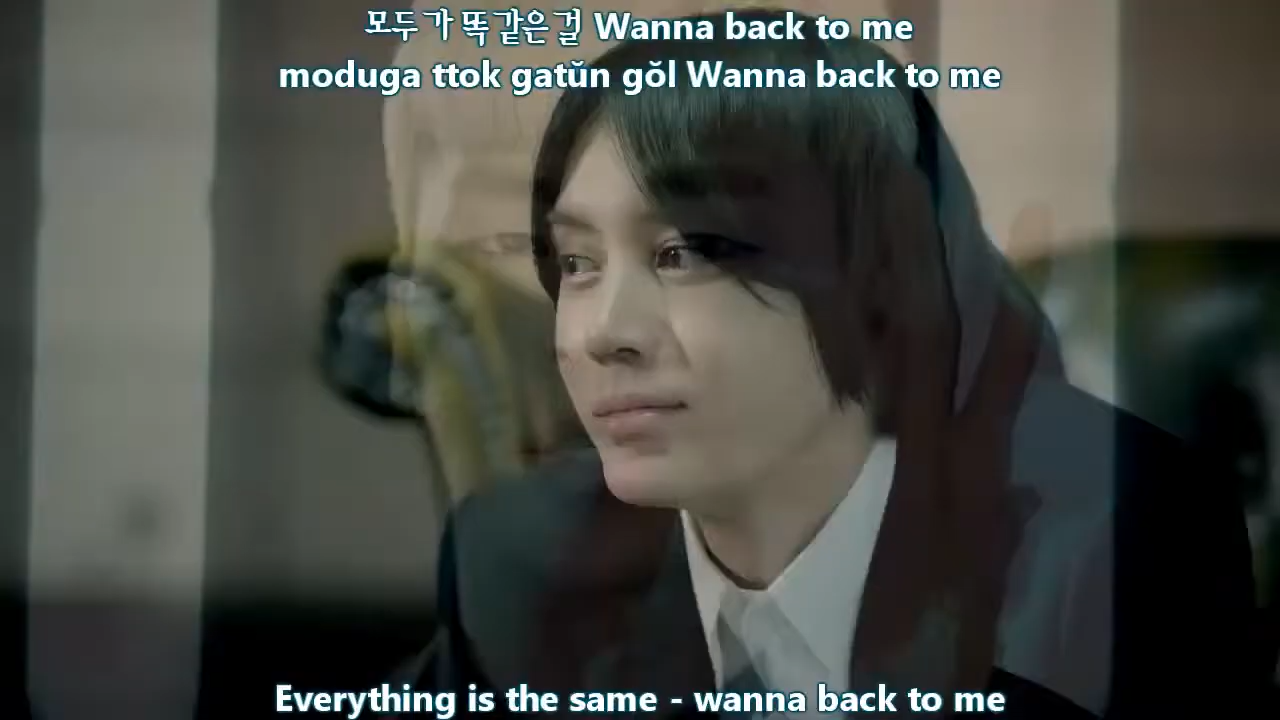 모두가 똑같은걸 Wanna back to me
moduga ttok gatŭn gŏl Wanna back to me
Everything is the same - wanna back to me